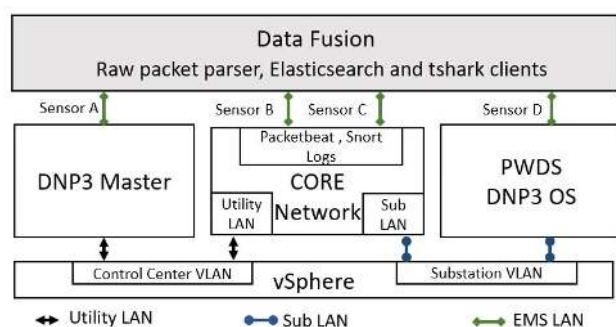 Data Fusion
Raw packet parser, Elasticsearch and tshark clients
Sensor A
Sensor B
Sensor C
Sensor D
DNP3 Master
Packetbeat , Snort
Logs
CORE
Network
Utility
LAN
Sub
LAN
PWDS
DNP3 OS
Control Center VLAN
vSphere
Substation VLAN
Utility LAN
Sub LAN
EMS LAN